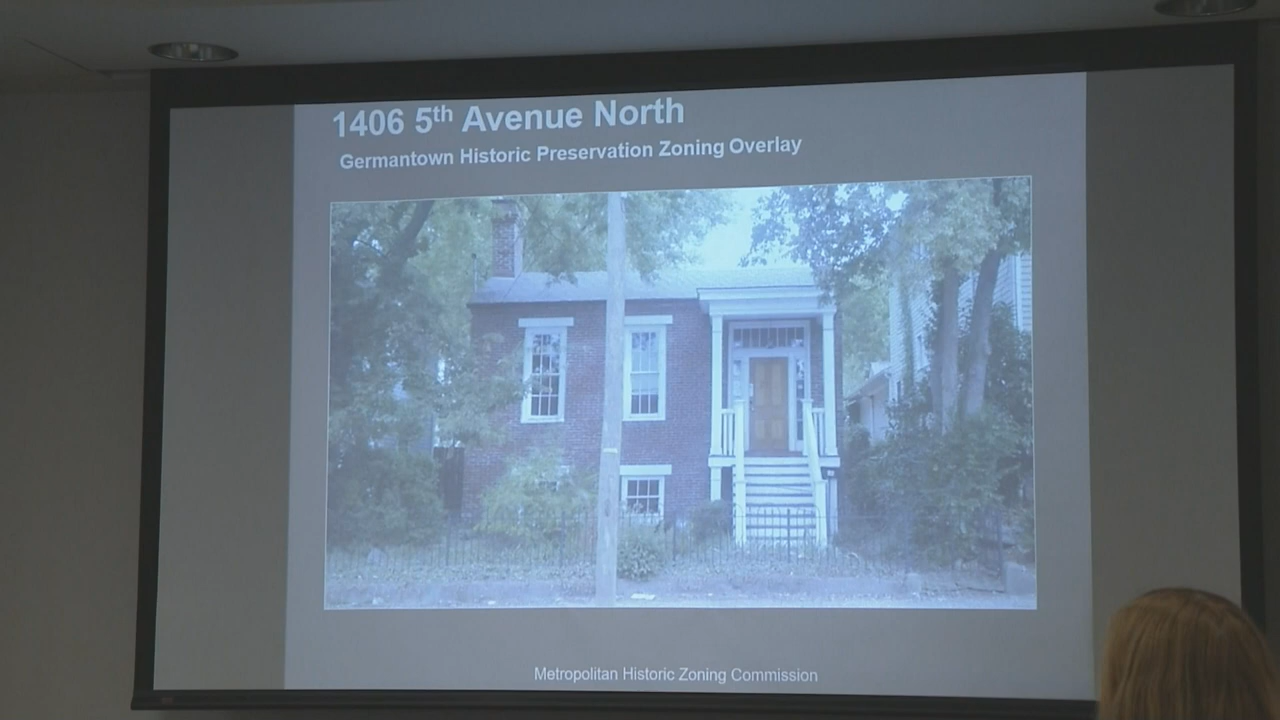 1406 5th Avenue North
Germantown Historic Preservation Zoning Overlay
Metropolitan Historic Zoning Commission